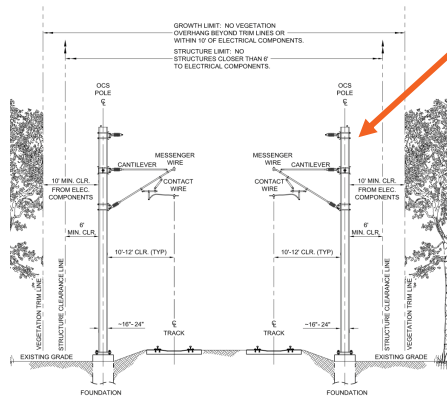 GROWTH LIMIT: NO VEGETATION
OVERHANG BEYOND TRIM LINES OR
WITHIN 10' OF ELECTRICAL COMPONENTS.
STRUCTURE LIMIT: NO
STRUCTURES CLOSER THAN 6'
TO ELECTRICAL COMPONENTS.
OCS
POLE
℄
OCS
POLE
℄
MESSENGER
WIRE
CANTILEVER
CONTACT
WIRE
MESSENGER
WIRE
CANTILEVER
CONTACT
WIRE
10' MIN. CLR.
FROM ELEC.
COMPONENTS
10' MIN. CLR.
FROM ELEC.
COMPONENTS
6'
MIN. CLR.
6'
MIN. CLR.
10'-12' CLR. (TYP)
10'-12' CLR. (TYP)
VEGETATION TRIM LINE
STRUCTURE CLEARANCE LINE
STRUCTURE CLEARANCE LINE
VEGETATION TRIM LINE
~16"- 24"
℄
TRACK
℄
TRACK
~16"- 24"
EXISTING GRADE
EXISTING GRADE
FOUNDATION
FOUNDATION